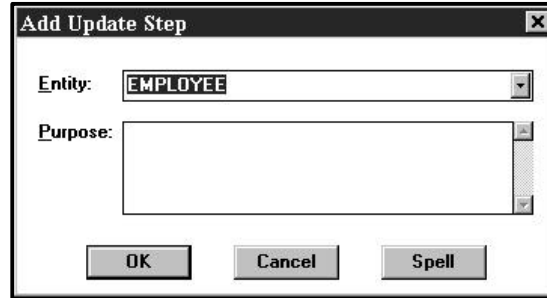 Add Update Step
Entity: EMPLOYEE
Purpose:
OK Cancel Spell